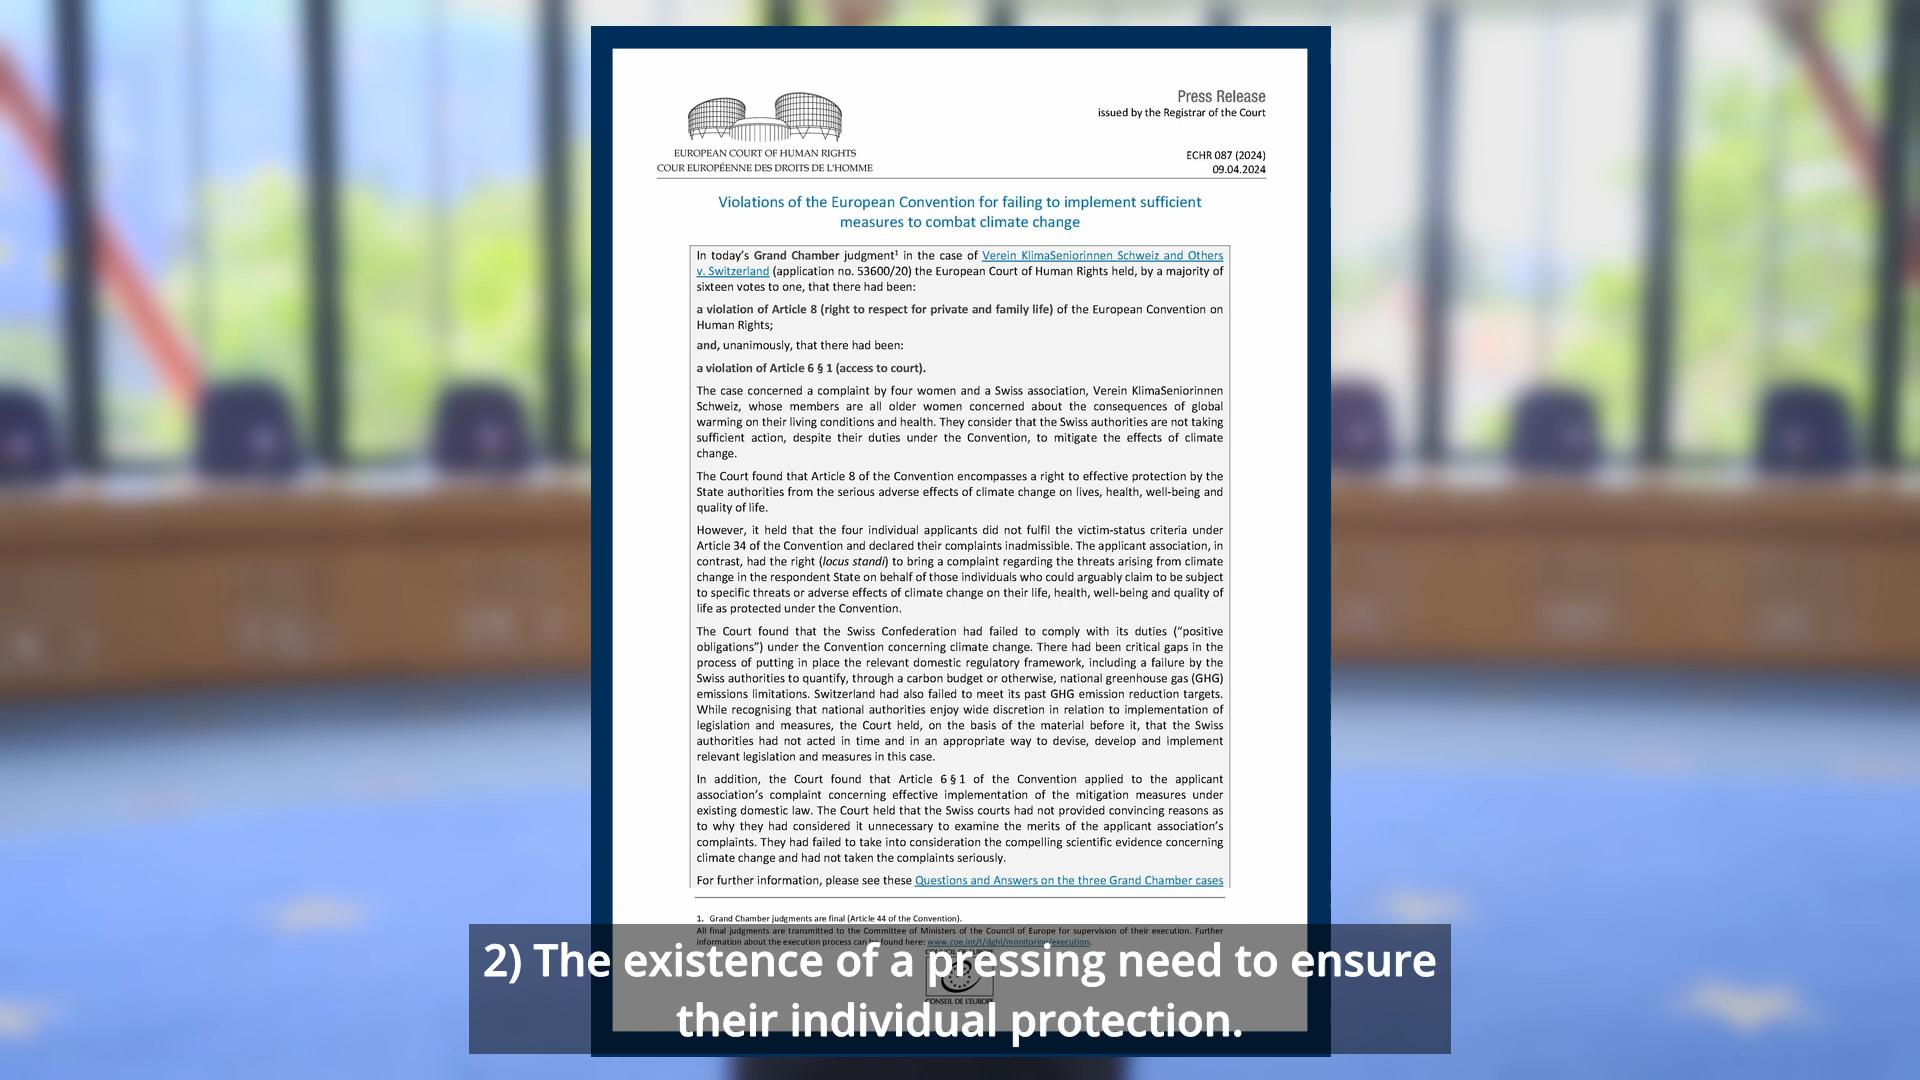 EUROPEAN COURT OF HUMAN RIGHTS
COUR EUROPÉENNE DES DROITS DE L'HOMME
Press Release
issued by the Registrar of the Court
ECHR 087 (2024)
09.04.2024
Violations of the European Convention for failing to implement sufficient
measures to combat climate change
In today's Grand Chamber judgment¹ in the case of Verein KlimaSeniorinnen Schweiz and Others
v. Switzerland (application no. 53600/20) the European Court of Human Rights held, by a majority of
sixteen votes to one, that there had been:
a violation of Article 8 (right to respect for private and family life) of the European Convention on
Human Rights;
and, unanimously, that there had been:
a violation of Article 6 § 1 (access to court).
The case concerned a complaint by four women and a Swiss association, Verein KlimaSeniorinnen
Schweiz, whose members are all older women concerned about the consequences of global
warming on their living conditions and health. They consider that the Swiss authorities are not taking
sufficient action, despite their duties under the Convention, to mitigate the effects of climate
change.
The Court found that Article 8 of the Convention encompasses a right to effective protection by the
State authorities from the serious adverse effects of climate change on lives, health, well-being and
quality of life.
However, it held that the four individual applicants did not fulfil the victim-status criteria under
Article 34 of the Convention and declared their complaints inadmissible. The applicant association, in
contrast, had the right (locus standi) to bring a complaint regarding the threats arising from climate
change in the respondent State on behalf of those individuals who could arguably claim to be subject
to specific threats or adverse effects of climate change on their life, health, well-being and quality of
life as protected under the Convention.
The Court found that the Swiss Confederation had failed to comply with its duties (“positive
obligations”) under the Convention concerning climate change. There had been critical gaps in the
process of putting in place the relevant domestic regulatory framework, including a failure by the
Swiss authorities to quantify, through a carbon budget or otherwise, national greenhouse gas (GHG)
emissions limitations. Switzerland had also failed to meet its past GHG emission reduction targets.
While recognising that national authorities enjoy wide discretion in relation to implementation of
legislation and measures, the Court held, on the basis of the material before it, that the Swiss
authorities had not acted in time and in an appropriate way to devise, develop and implement
relevant legislation and measures in this case.
In addition, the Court found that Article 6 § 1 of the Convention applied to the applicant
association's complaint concerning effective implementation of the mitigation measures under
existing domestic law. The Court held that the Swiss courts had not provided convincing reasons as
to why they had considered it unnecessary to examine the merits of the applicant association's
complaints. They had failed to take into consideration the compelling scientific evidence concerning
climate change and had not taken the complaints seriously.
For further information, please see these Questions and Answers on the three Grand Chamber cases
1. Grand Chamber judgments are final (Article 44 of the Convention).
All final judgments are transmitted to the Committee of Ministers of the Council of Europe for supervision of their execution. Further
information about the execution process can be found here: www.coe.int/t/dghl/monitoring/execution.
2) The existence of a pressing need to ensure
their individual protection.
CONSEIL DE L'EUROPE